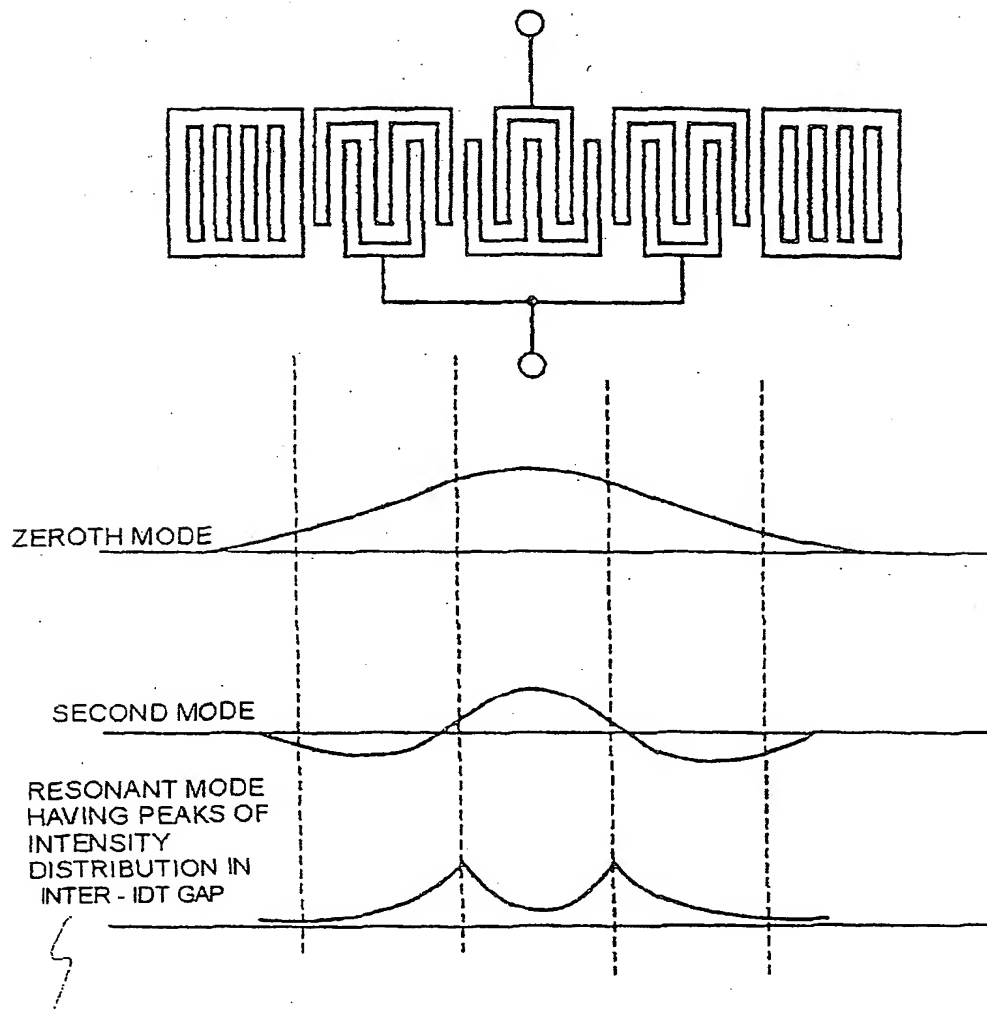 ZEROTH MODE
SECOND MODE
RESONANT MODE
HAVING PEAKS OF
INTENSITY
DISTRIBUTION IN
INTER - IDT GAP